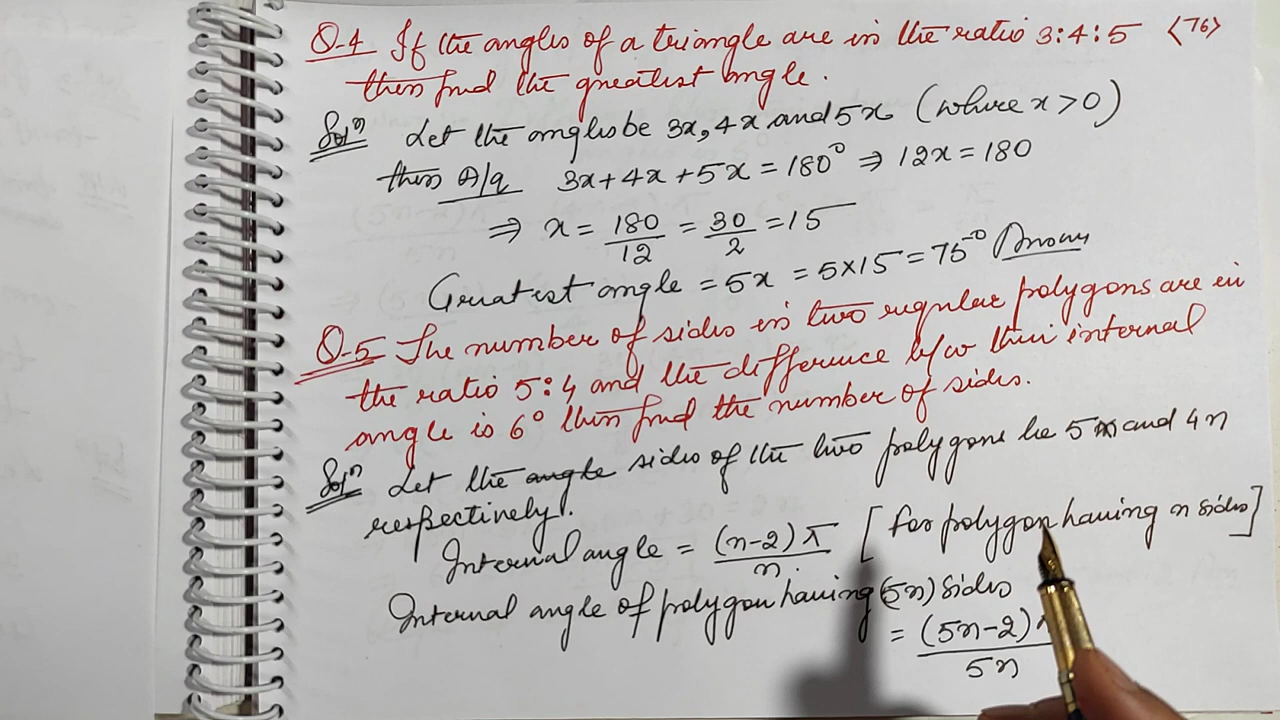 Q-4 If the angles of a triangle are in the ratio 3:4:5 <76>
then find the greatest angle.
Solⁿ Let the angles be 3x, 4x and 5x (where x > 0)
then A/q 3x+4x+5x = 180° ⇒ 12x = 180
⇒ x = 180/12 = 30/2 = 15
Greatest angle = 5x = 5×15 = 75° Answer
Q-5 The number of sides in two regular polygons are in
the ratio 5:4 and the difference b/w their internal
angle is 6° then find the number of sides.
Solⁿ Let the angle sides of the two polygons be 5n and 4n
respectively.
Internal angle = (n-2)π/n [for polygon having n sides]
Internal angle of polygon having (5n) sides
= (5n-2)π/5n